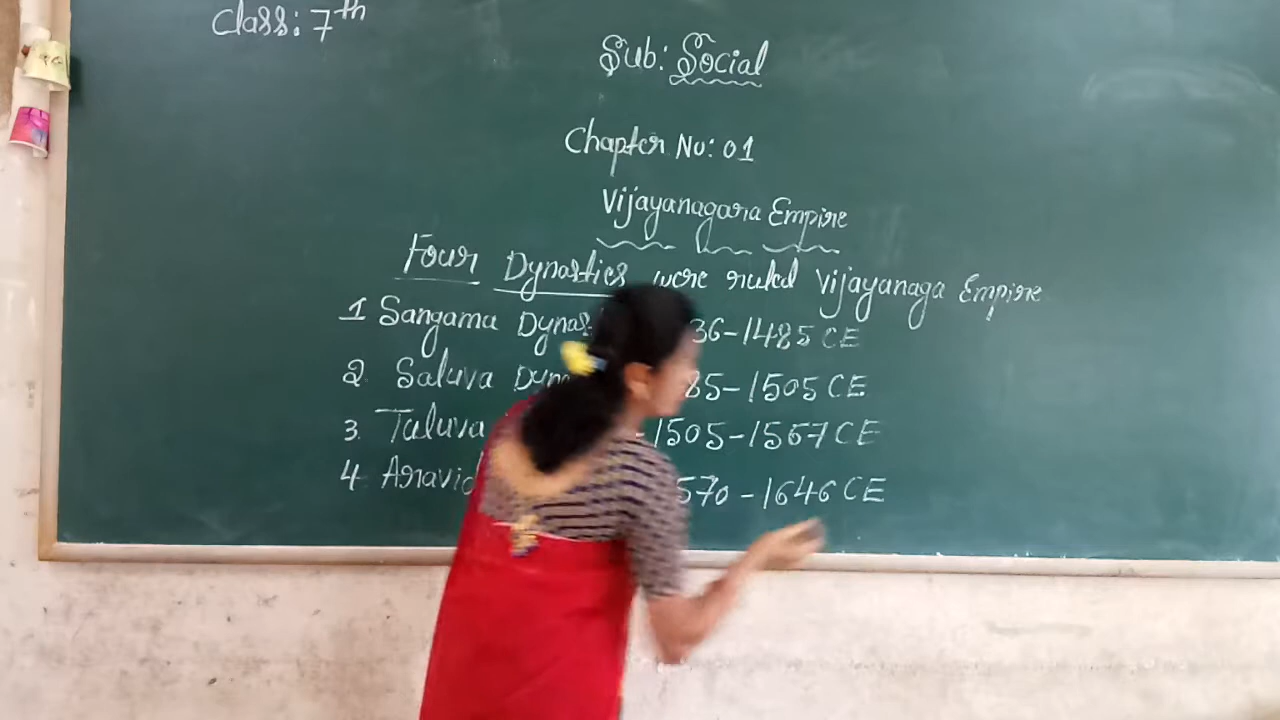 Class: 7th
Sub: Social
Chapter No: 01
Vijayanagara Empire
Four Dynasties were ruled Vijayanaga Empire
1 Sangama Dynas 36-1485 CE
2. Saluva Dyn 85-1505 CE
3. Taluva -1505-1567 CE
4. Aravid 570-1646 CE